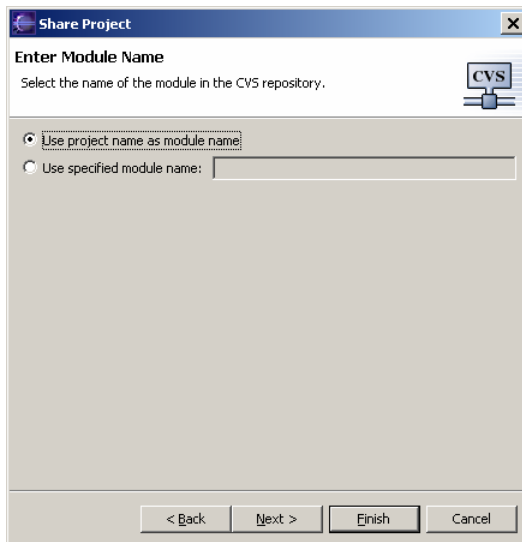 Share Project
Enter Module Name
Select the name of the module in the CVS repository.
CVS
Use project name as module name
Use specified module name:
< Back Next > Finish Cancel